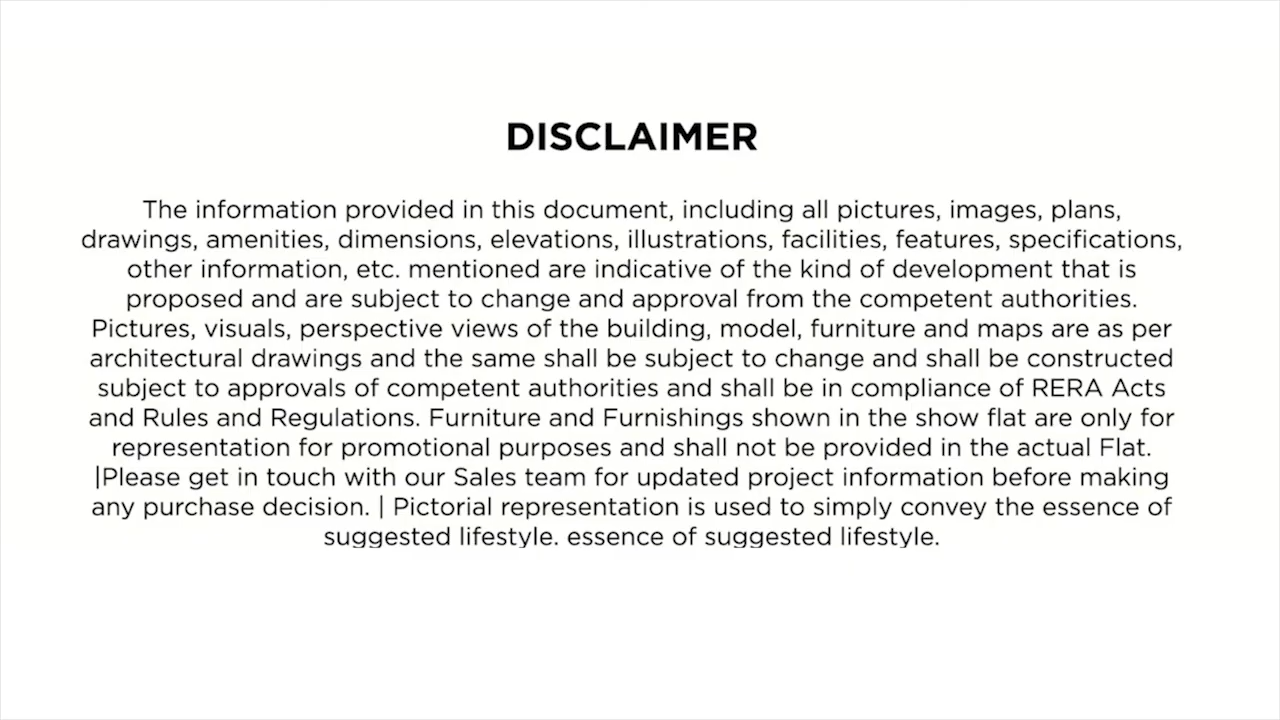 DISCLAIMER
The information provided in this document, including all pictures, images, plans,
drawings, amenities, dimensions, elevations, illustrations, facilities, features, specifications,
other information, etc. mentioned are indicative of the kind of development that is
proposed and are subject to change and approval from the competent authorities.
Pictures, visuals, perspective views of the building, model, furniture and maps are as per
architectural drawings and the same shall be subject to change and shall be constructed
subject to approvals of competent authorities and shall be in compliance of RERA Acts
and Rules and Regulations. Furniture and Furnishings shown in the show flat are only for
representation for promotional purposes and shall not be provided in the actual Flat.
|Please get in touch with our Sales team for updated project information before making
any purchase decision. | Pictorial representation is used to simply convey the essence of
suggested lifestyle. essence of suggested lifestyle.